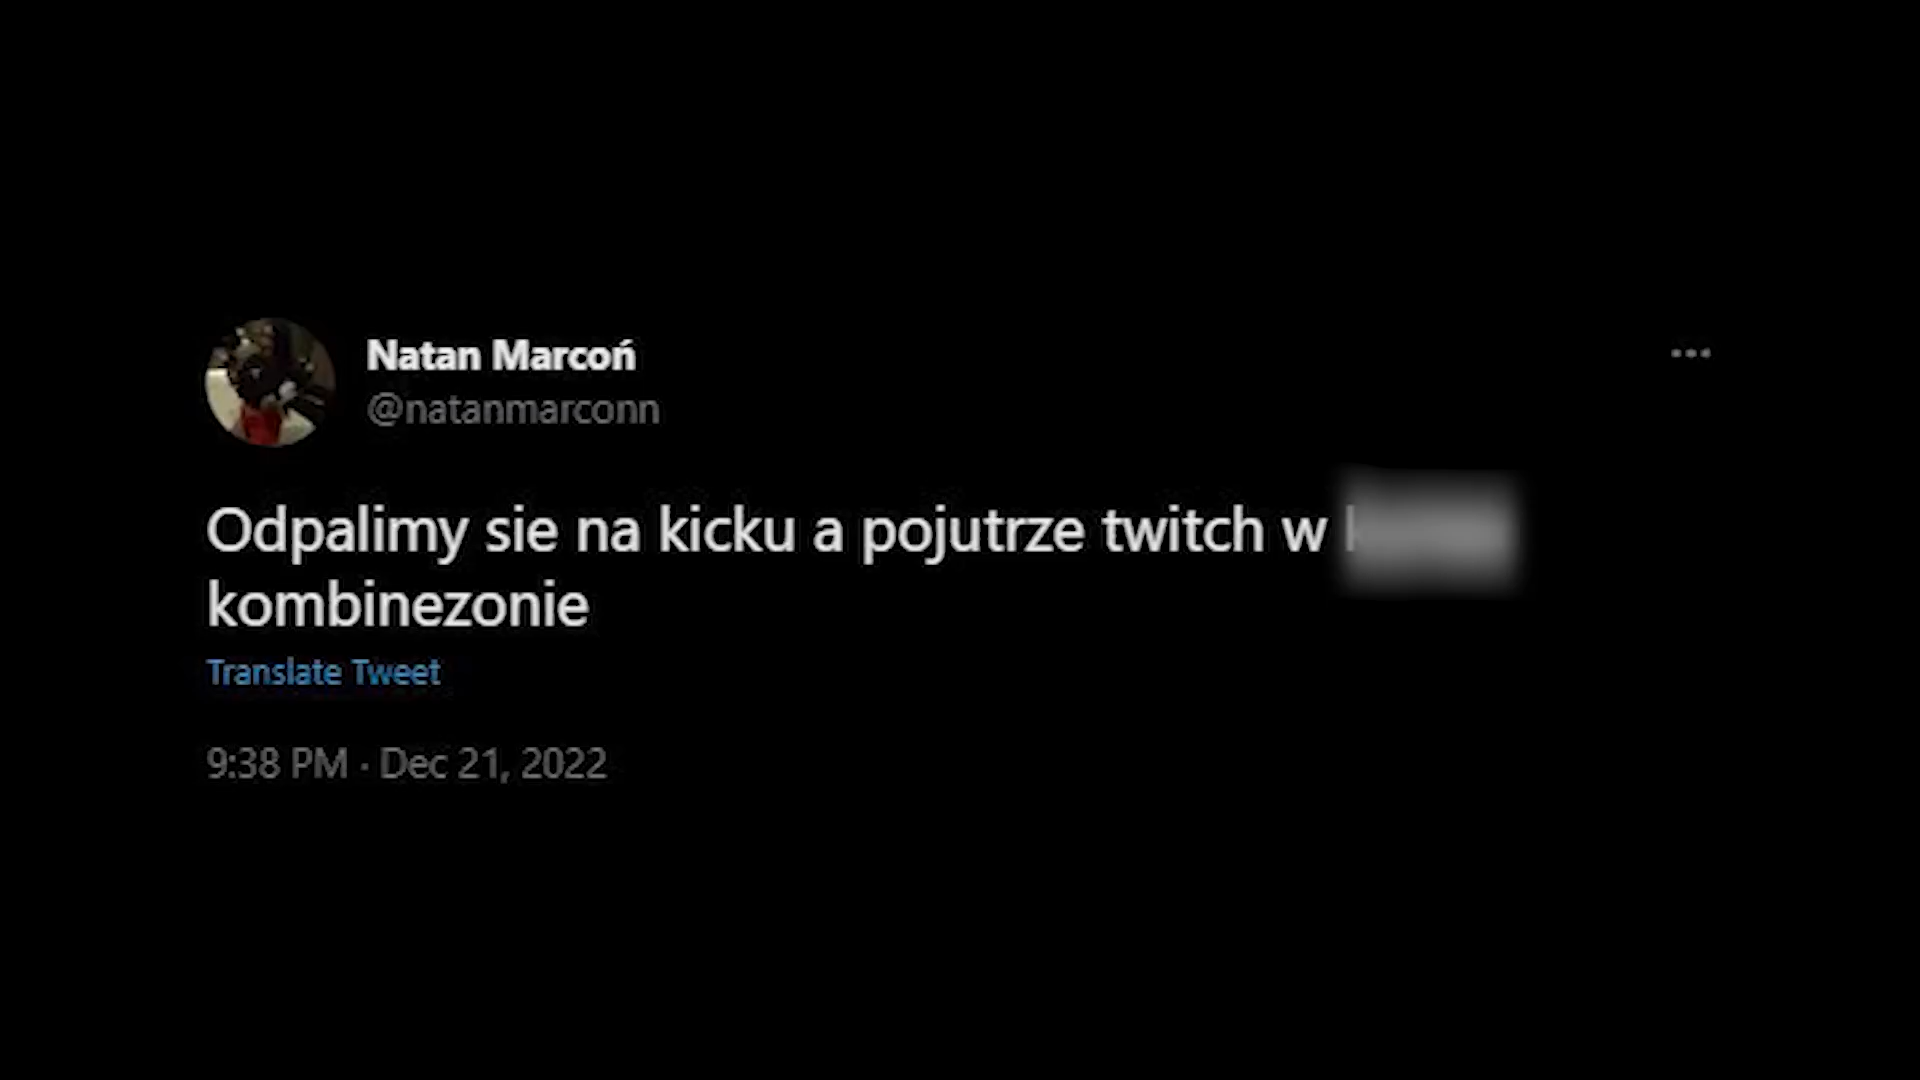 Natan Marcoń
@natanmarconn
Odpalimy sie na kicku a pojutrze twitch w
kombinezonie
Translate Tweet
9:38 PM · Dec 21, 2022